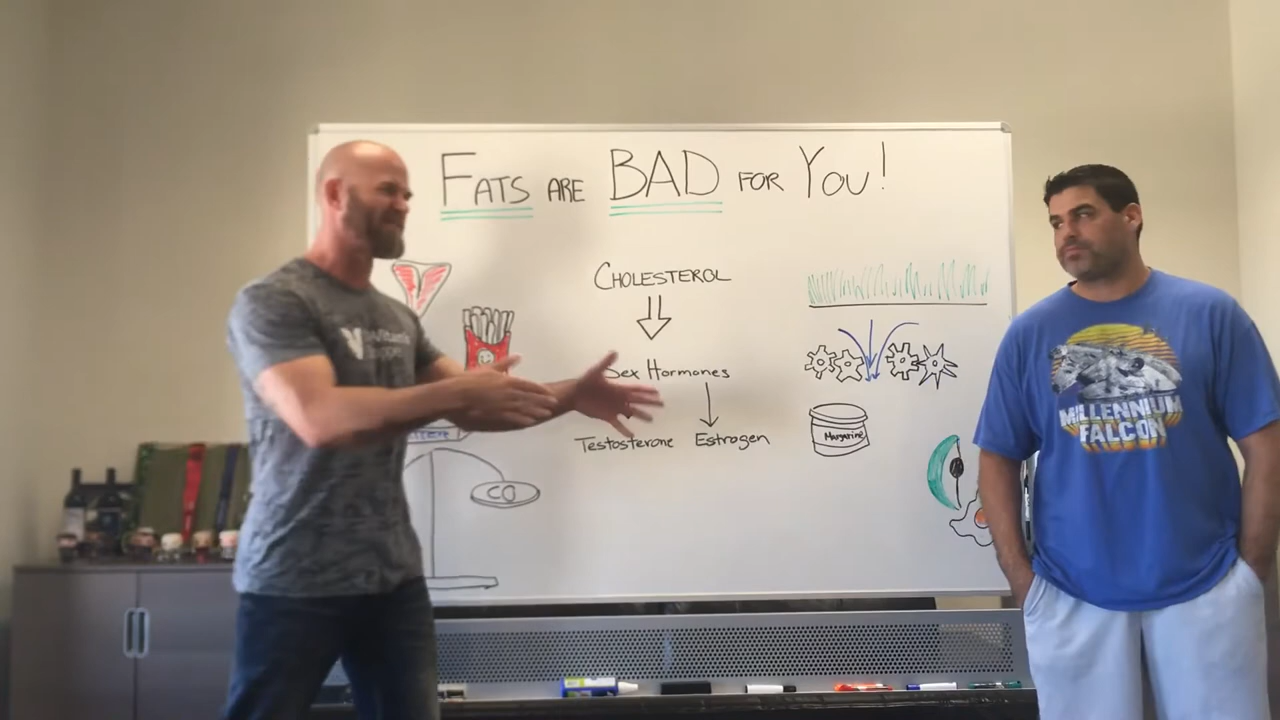 FATS ARE BAD FOR YOU!
CHOLESTEROL
Sex Hormones
Testosterone Estrogen
Margarine
CO
MILLENNIUM
FALCON